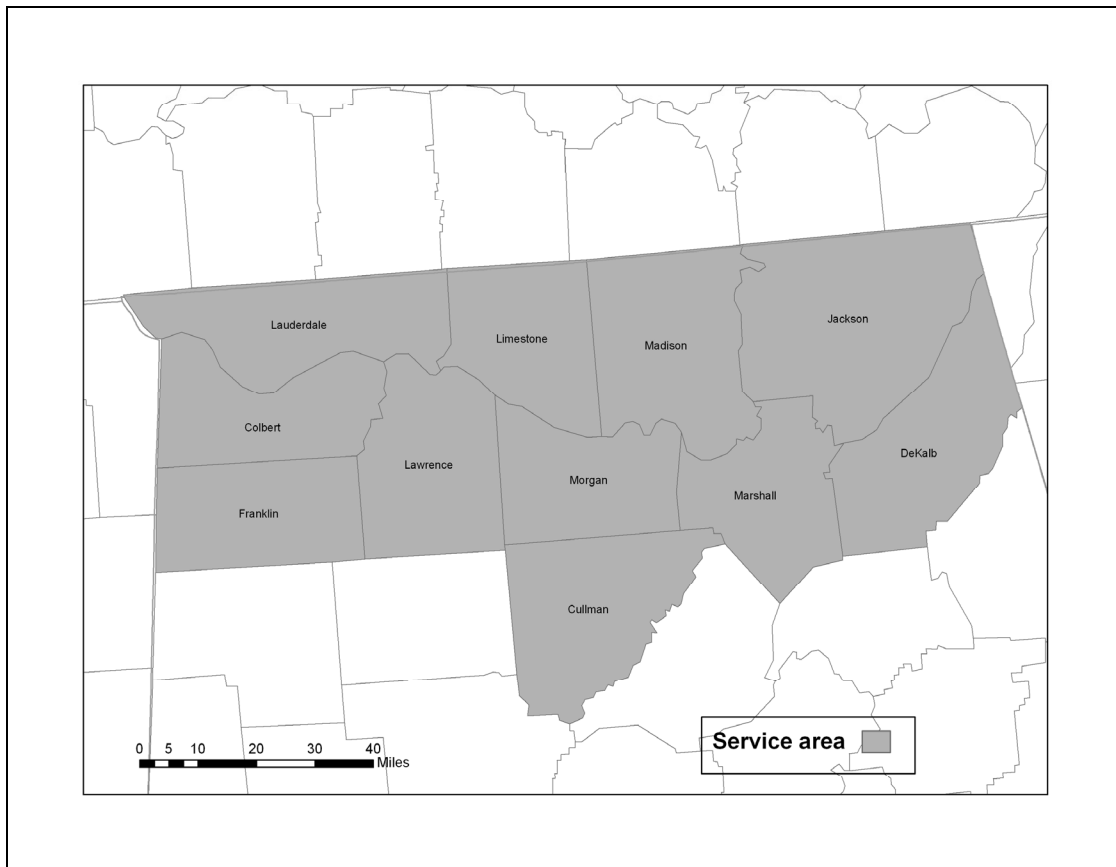 Lauderdale
Limestone
Madison
Jackson
Colbert
Lawrence
Morgan
Marshall
DeKalb
Franklin
Cullman
Service area
0 5 10 20 30 40
Miles